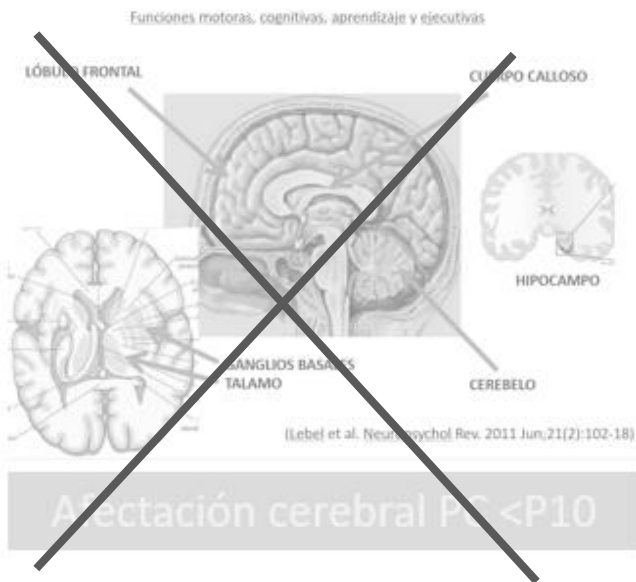 Funciones motoras, cognitivas, aprendizaje y ejecutivas
LÓBULO FRONTAL
CUERPO CALLOSO
HIPOCAMPO
GANGLIOS BASALES
TALAMO
CEREBELO
(Lebel et al. Neuropsychol Rev. 2011 Jun;21(2):102-18)
Afectación cerebral PC <P10